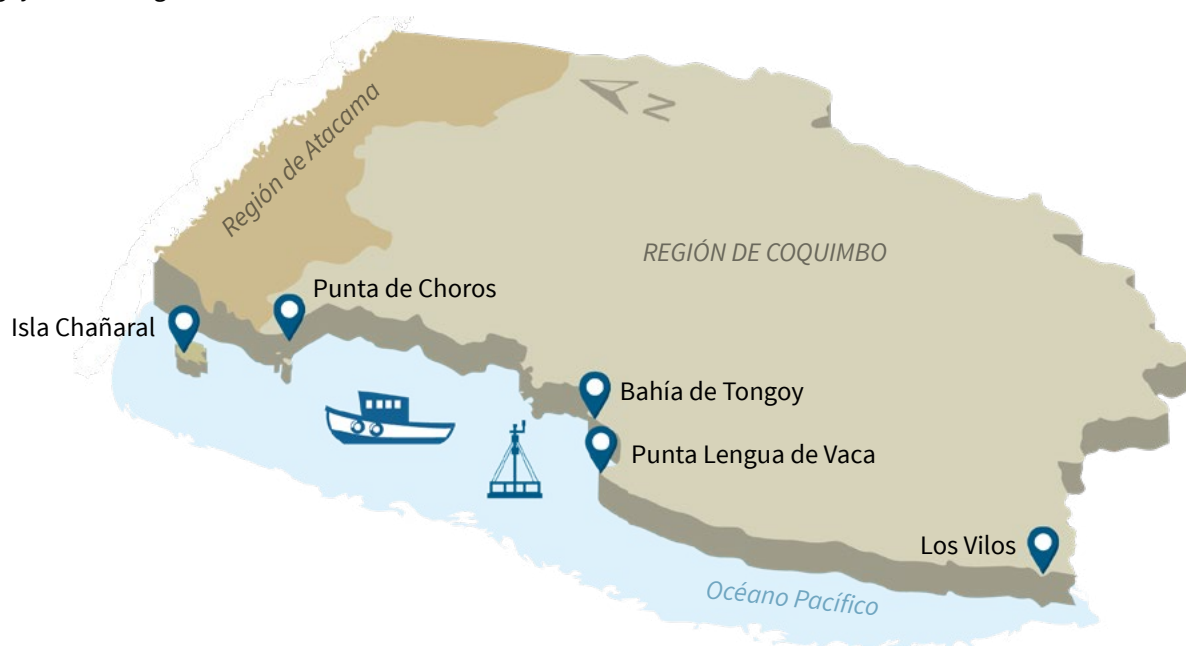 Región de Atacama
N
REGIÓN DE COQUIMBO
Punta de Choros
Isla Chañaral
Bahía de Tongoy
Punta Lengua de Vaca
Los Vilos
Océano Pacífico